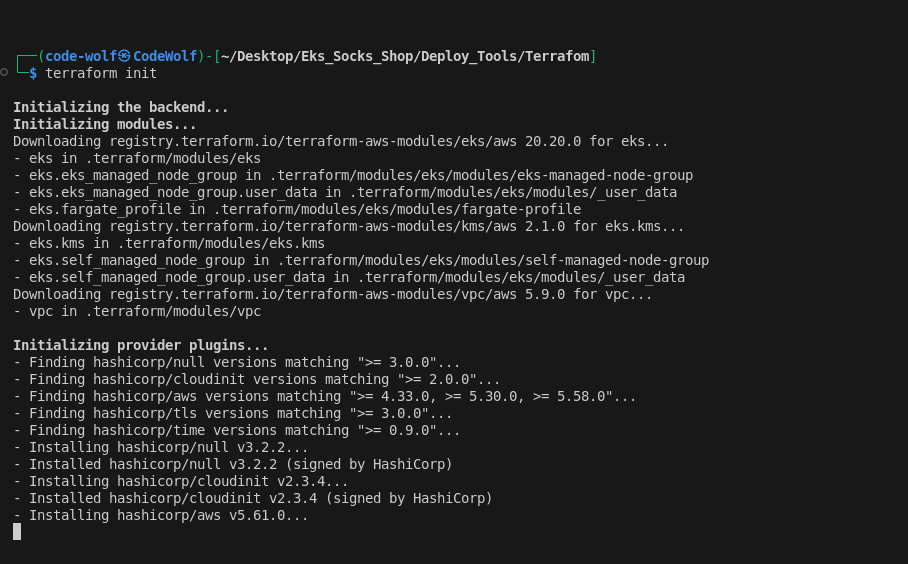 ┌──(code-wolf㉿CodeWolf)-[~/Desktop/Eks_Socks_Shop/Deploy_Tools/Terrafom]
└─$ terraform init
Initializing the backend...
Initializing modules...
Downloading registry.terraform.io/terraform-aws-modules/eks/aws 20.20.0 for eks...
- eks in .terraform/modules/eks
- eks.eks_managed_node_group in .terraform/modules/eks/modules/eks-managed-node-group
- eks.eks_managed_node_group.user_data in .terraform/modules/eks/modules/_user_data
- eks.fargate_profile in .terraform/modules/eks/modules/fargate-profile
Downloading registry.terraform.io/terraform-aws-modules/kms/aws 2.1.0 for eks.kms...
- eks.kms in .terraform/modules/eks.kms
- eks.self_managed_node_group in .terraform/modules/eks/modules/self-managed-node-group
- eks.self_managed_node_group.user_data in .terraform/modules/eks/modules/_user_data
Downloading registry.terraform.io/terraform-aws-modules/vpc/aws 5.9.0 for vpc...
- vpc in .terraform/modules/vpc
Initializing provider plugins...
- Finding hashicorp/null versions matching ">= 3.0.0"...
- Finding hashicorp/cloudinit versions matching ">= 2.0.0"...
- Finding hashicorp/aws versions matching ">= 4.33.0, >= 5.30.0, >= 5.58.0"...
- Finding hashicorp/tls versions matching ">= 3.0.0"...
- Finding hashicorp/time versions matching ">= 0.9.0"...
- Installing hashicorp/null v3.2.2...
- Installed hashicorp/null v3.2.2 (signed by HashiCorp)
- Installing hashicorp/cloudinit v2.3.4...
- Installed hashicorp/cloudinit v2.3.4 (signed by HashiCorp)
- Installing hashicorp/aws v5.61.0...